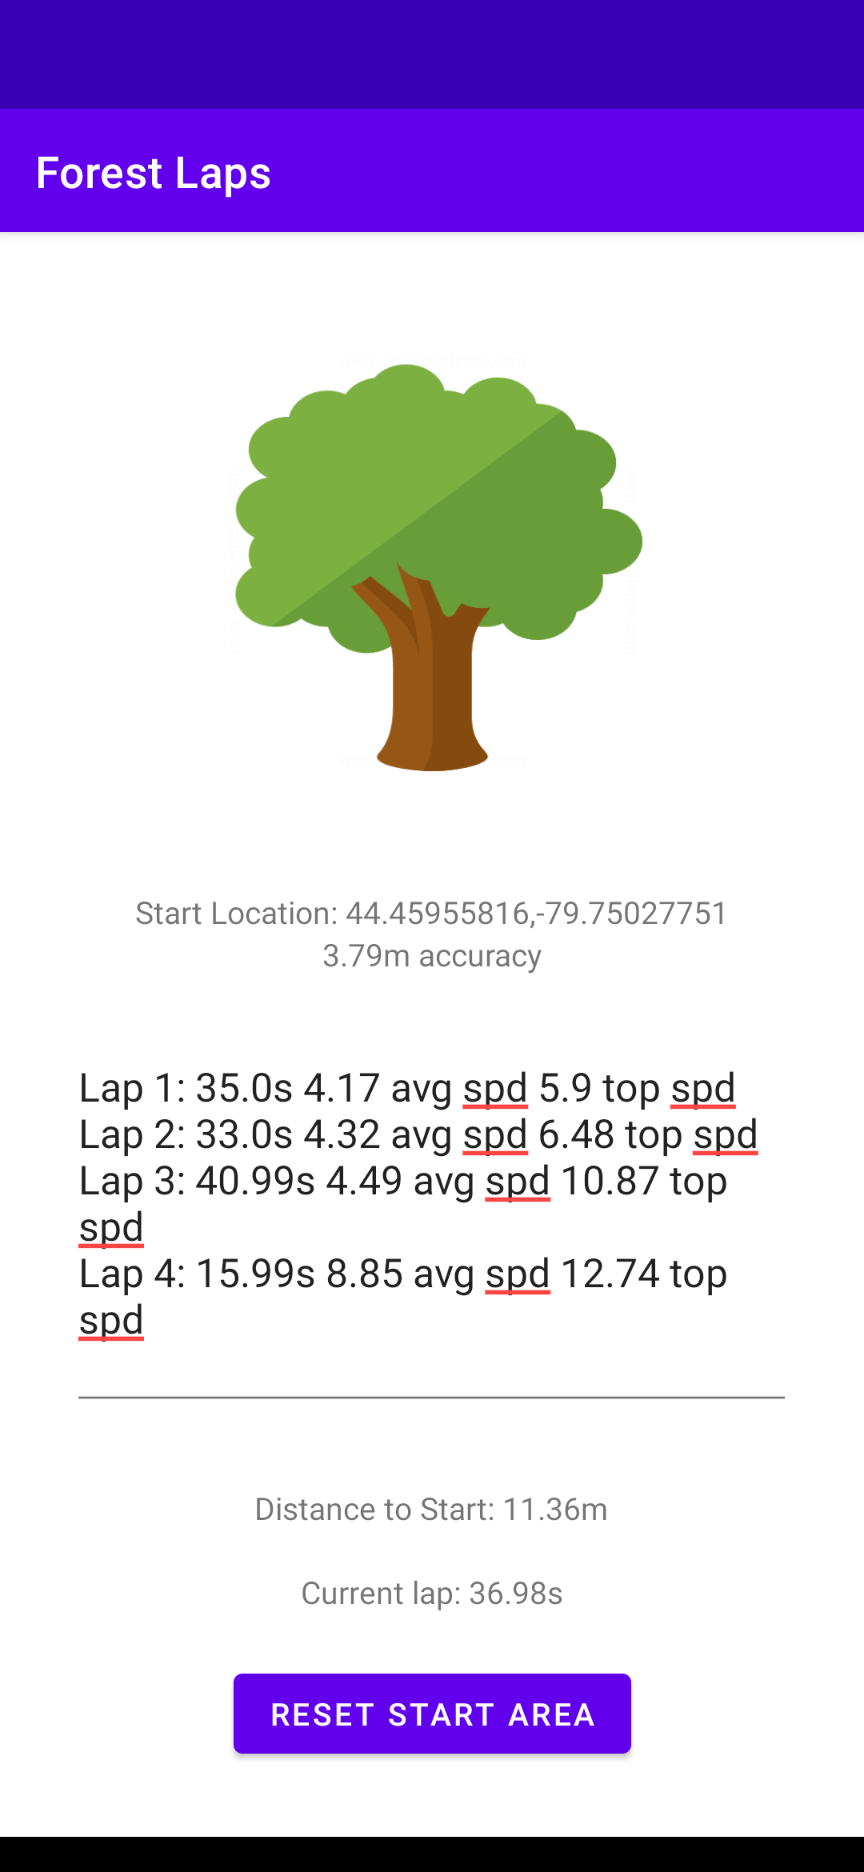 Forest Laps
Start Location: 44.45955816,-79.75027751
3.79m accuracy
Lap 1: 35.0s 4.17 avg spd 5.9 top spd
Lap 2: 33.0s 4.32 avg spd 6.48 top spd
Lap 3: 40.99s 4.49 avg spd 10.87 top
spd
Lap 4: 15.99s 8.85 avg spd 12.74 top
spd
Distance to Start: 11.36m
Current lap: 36.98s
RESET START AREA